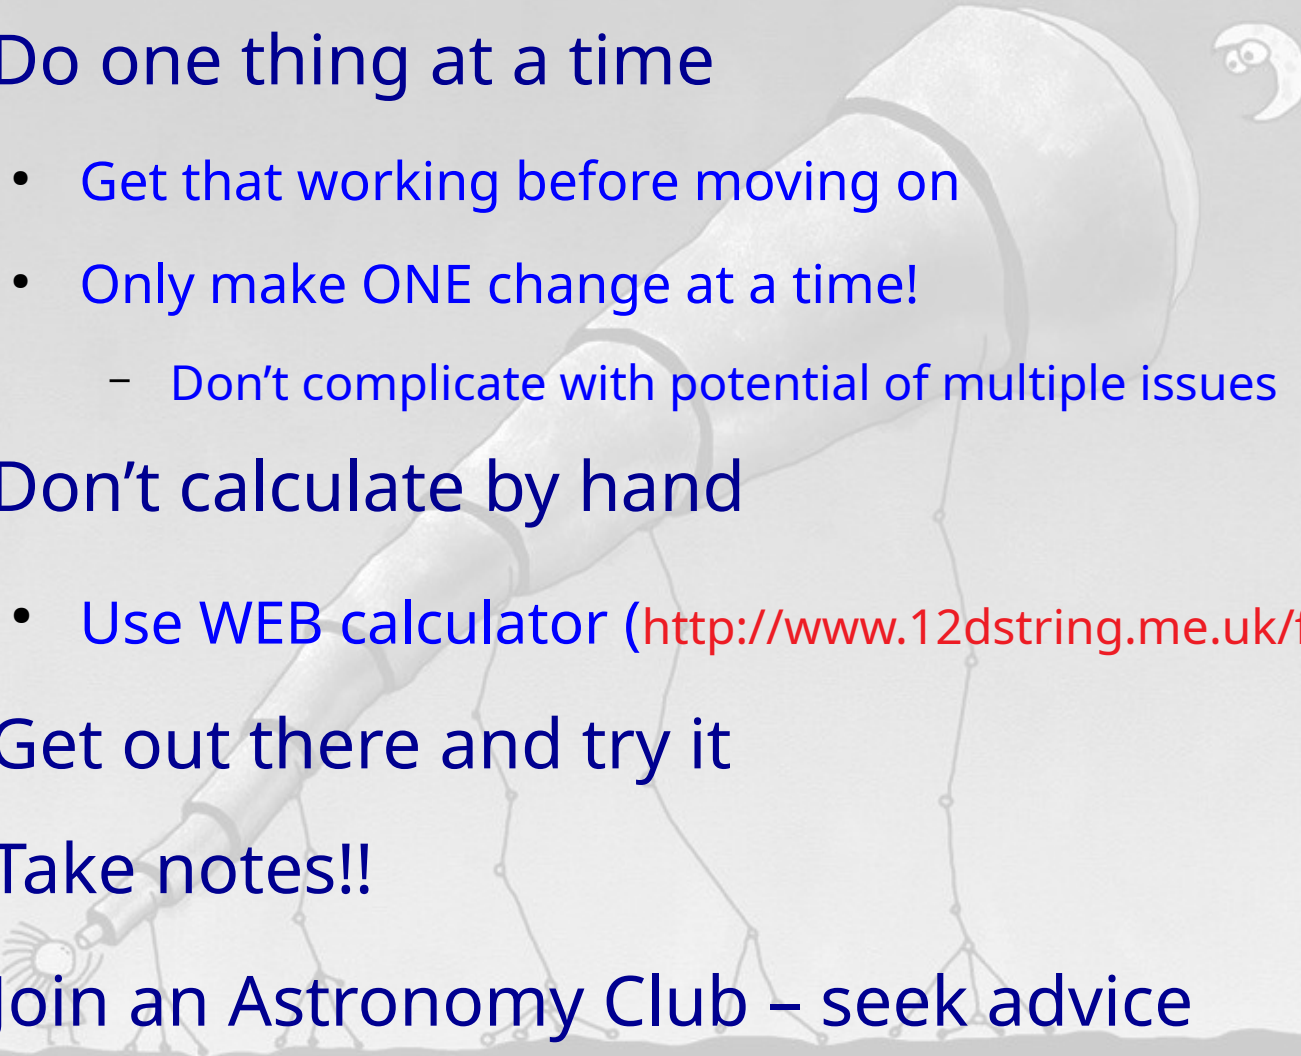 Do one thing at a time
• Get that working before moving on
• Only make ONE change at a time!
– Don’t complicate with potential of multiple issues
Don’t calculate by hand
• Use WEB calculator (http://www.12dstring.me.uk/f
Get out there and try it
Take notes!!
Join an Astronomy Club – seek advice